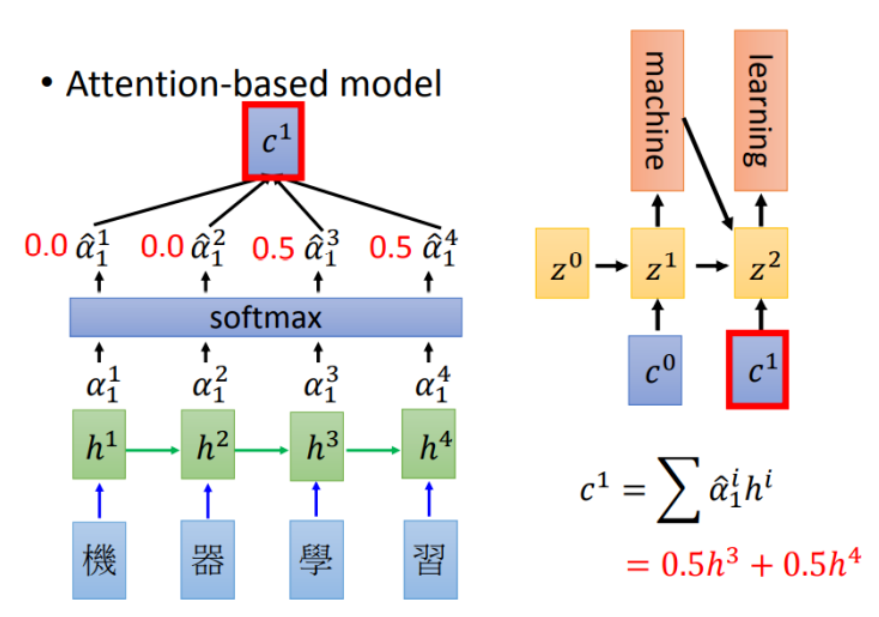 • Attention-based model
c¹
0.0 α̂₁¹ 0.0 α̂₁² 0.5 α̂₁³ 0.5 α̂₁⁴
softmax
α₁¹ α₁² α₁³ α₁⁴
h¹ h² h³ h⁴
機 器 學 習
machine learning
z⁰ z¹ z²
c⁰ c¹
c¹ = ∑ α̂₁ⁱhⁱ
= 0.5h³ + 0.5h⁴